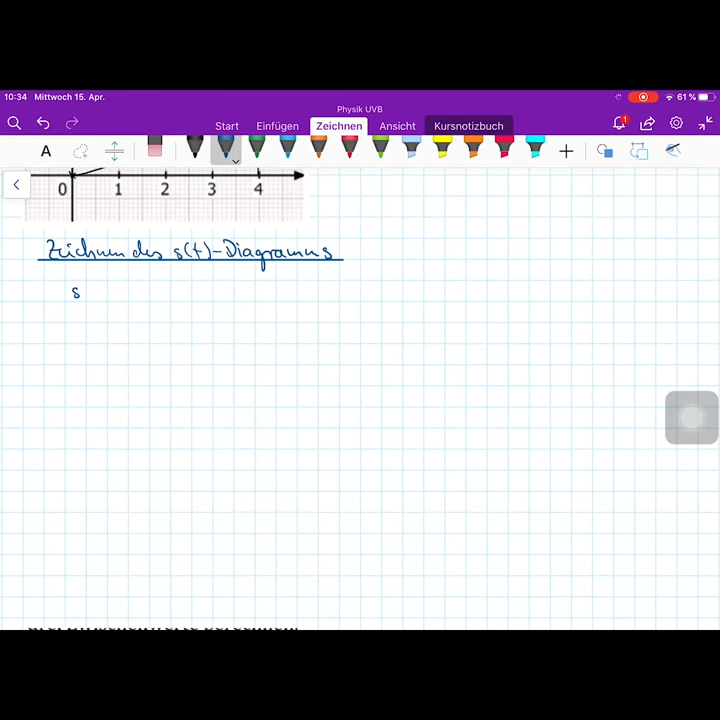 10:34 Mittwoch 15. Apr. 61 %
Physik UVB
Start Einfügen Zeichnen Ansicht Kursnotizbuch
1
A
0 1 2 3 4
Zeichnen des s(t)-Diagramms
s